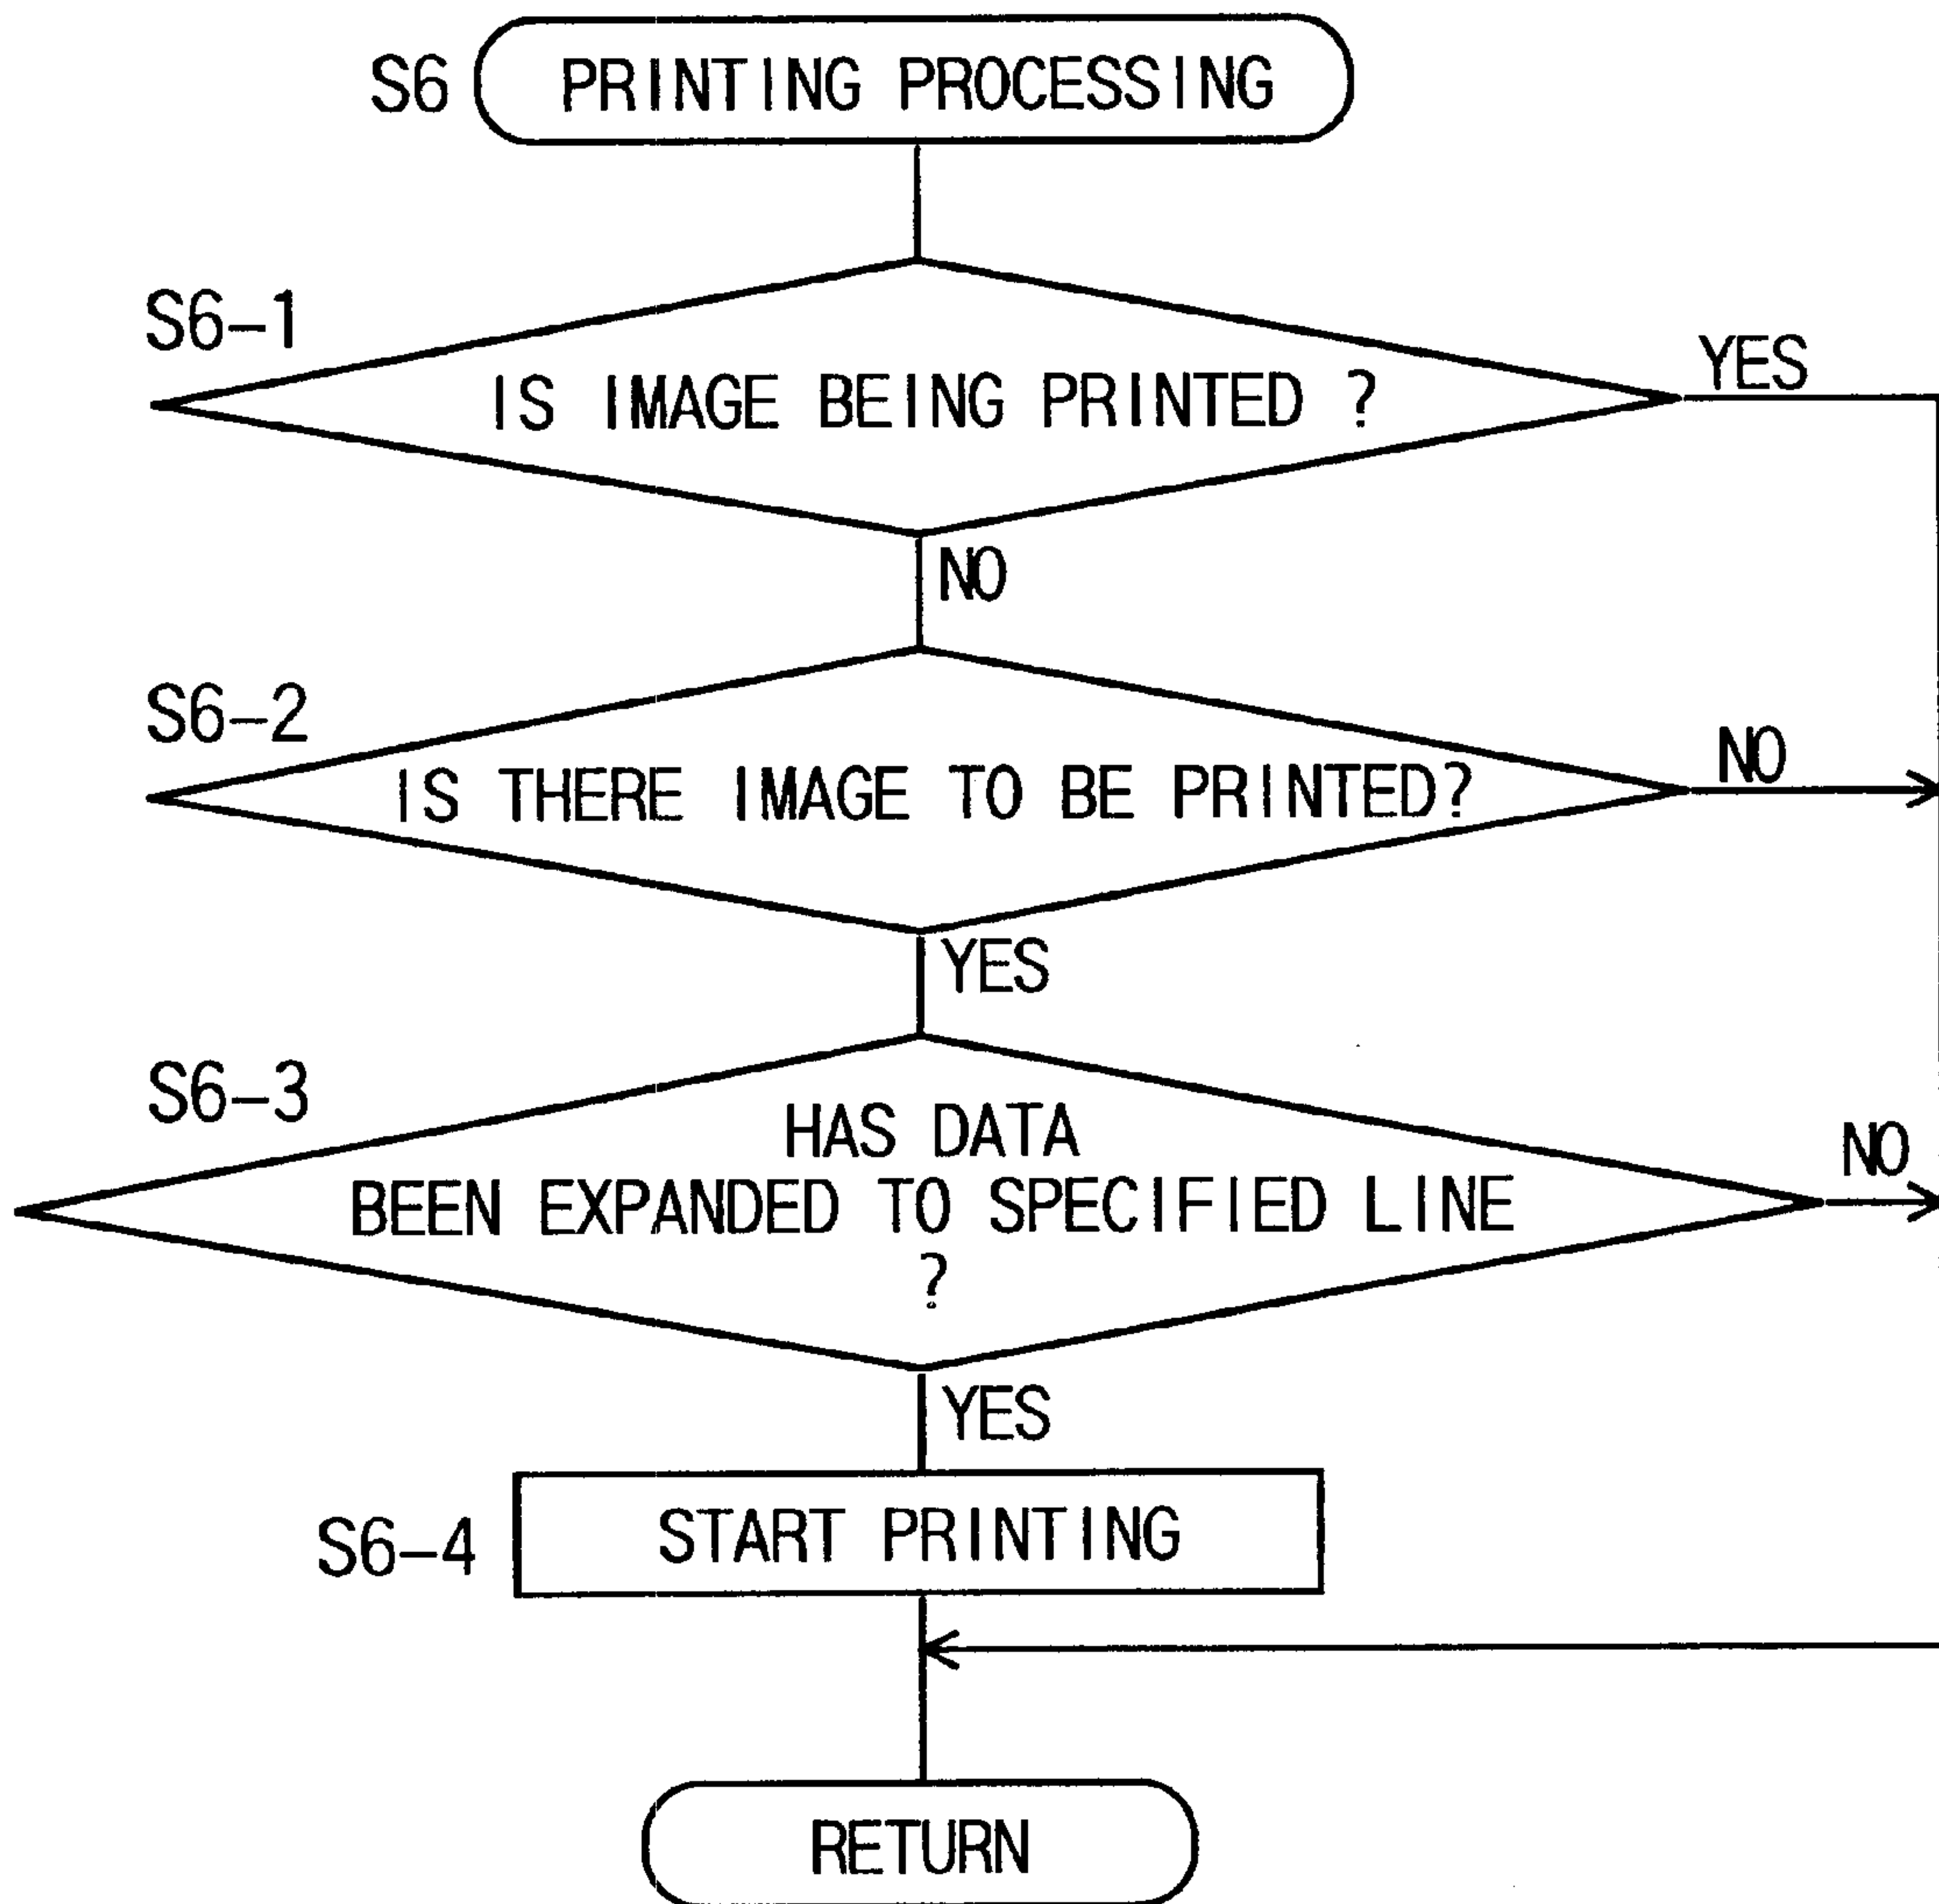 S6 PRINTING PROCESSING
S6-1
IS IMAGE BEING PRINTED ?
YES
NO
S6-2
IS THERE IMAGE TO BE PRINTED?
NO
YES
S6-3
HAS DATA
BEEN EXPANDED TO SPECIFIED LINE
?
NO
YES
S6-4 START PRINTING
RETURN